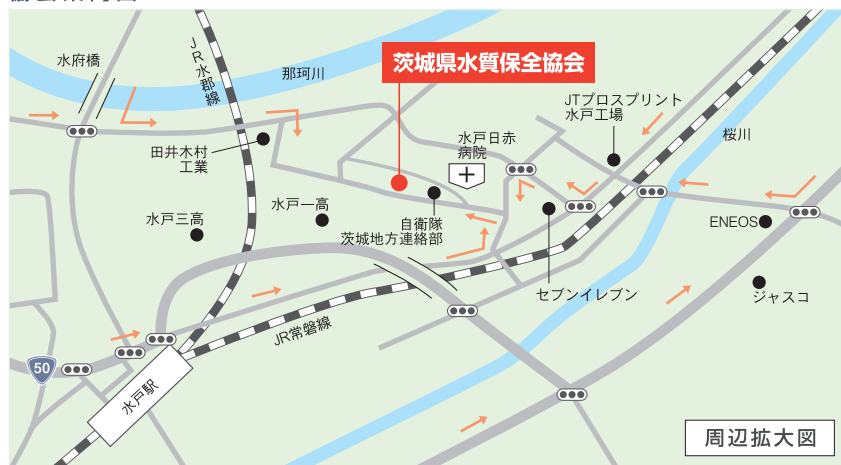 水府橋
JR水郡線
那珂川
茨城県水質保全協会
JTプロスプリント
水戸工場
桜川
田井木村
工業
水戸日赤
病院
水戸三高
水戸一高
自衛隊
茨城地方連絡部
ENEOS
セブンイレブン
ジャスコ
JR常磐線
50
水戸駅
周辺拡大図